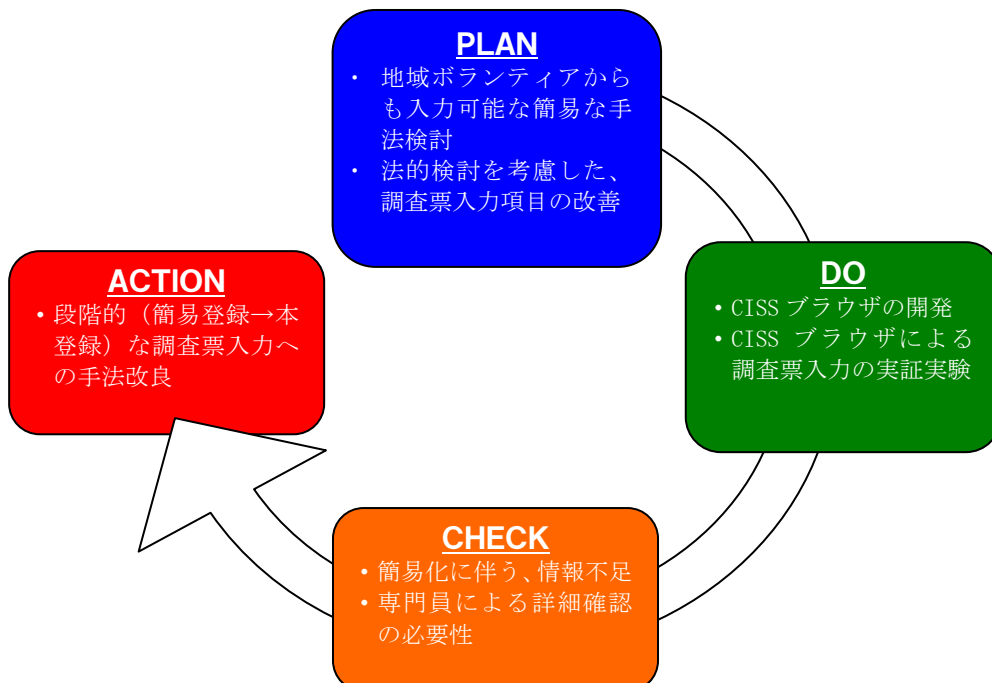 PLAN
・ 地域ボランティアから
も入力可能な簡易な手
法検討
・ 法的検討を考慮した、
調査票入力項目の改善
DO
・CISS ブラウザの開発
・CISS ブラウザによる
調査票入力の実証実験
CHECK
・簡易化に伴う、情報不足
・専門員による詳細確認
の必要性
ACTION
・段階的（簡易登録→本
登録）な調査票入力へ
の手法改良